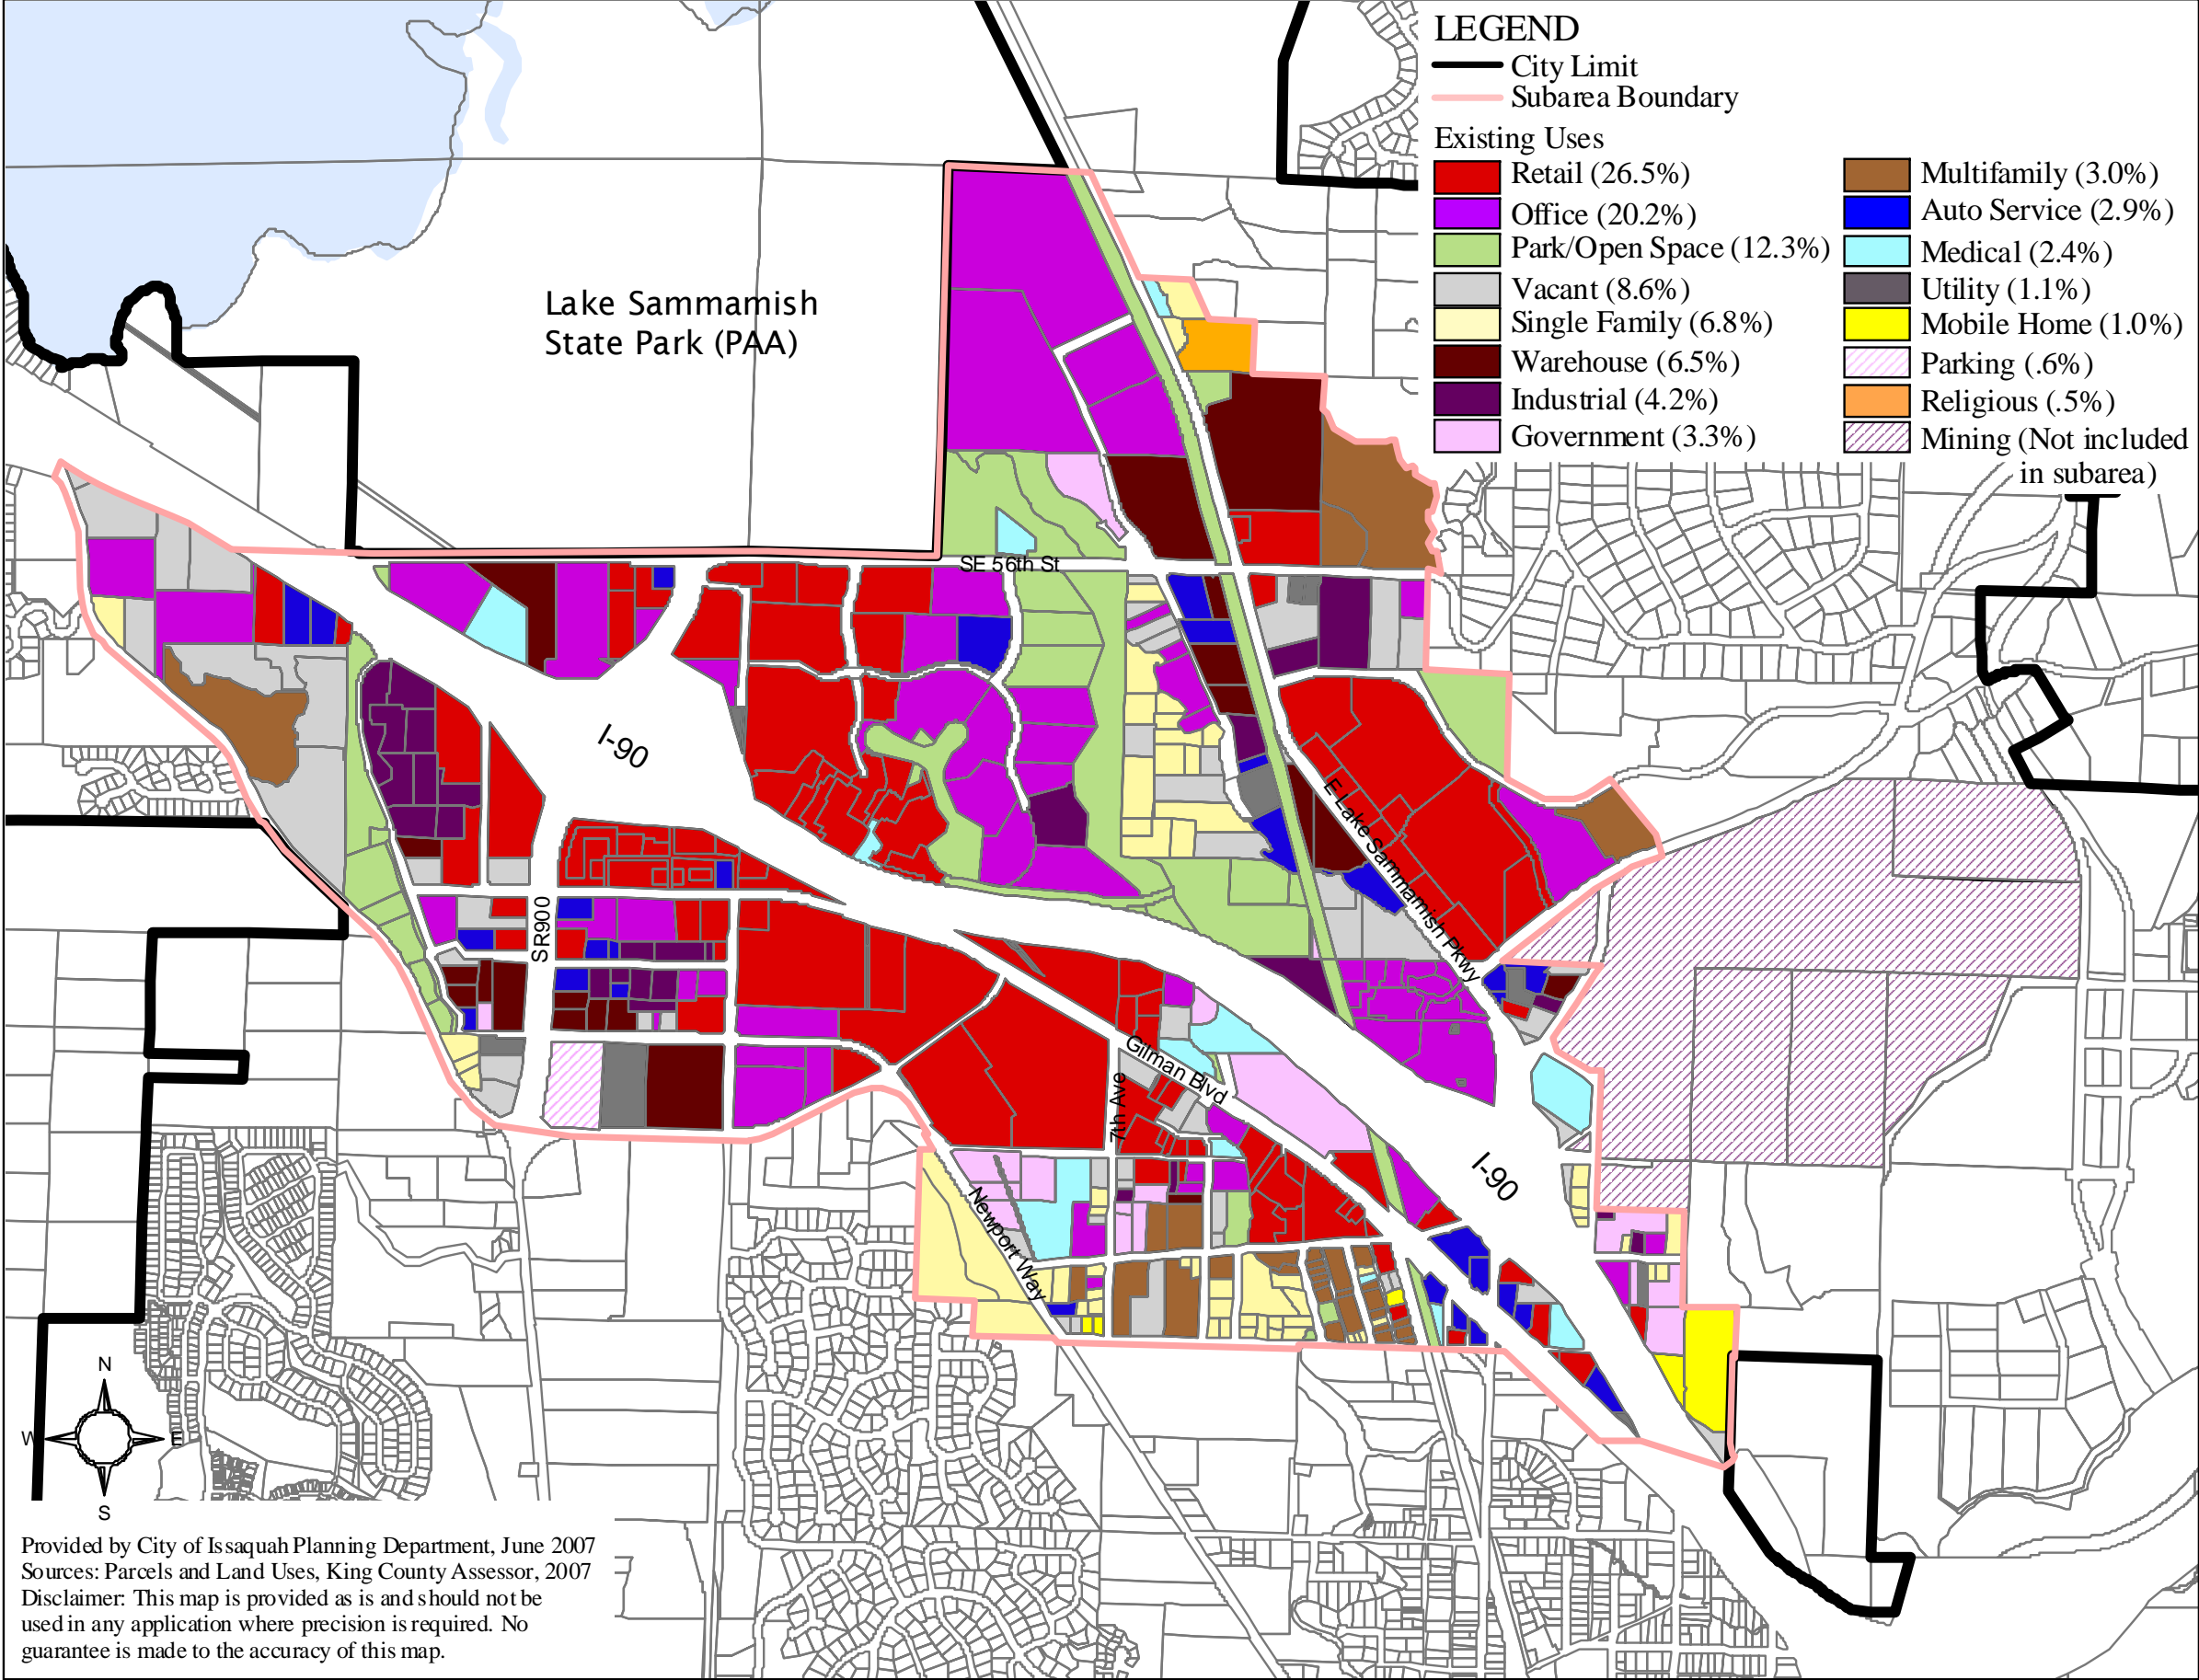 LEGEND
City Limit
Subarea Boundary
Existing Uses
Retail (26.5%)
Office (20.2%)
Park/Open Space (12.3%)
Vacant (8.6%)
Single Family (6.8%)
Warehouse (6.5%)
Industrial (4.2%)
Government (3.3%)
Multifamily (3.0%)
Auto Service (2.9%)
Medical (2.4%)
Utility (1.1%)
Mobile Home (1.0%)
Parking (.6%)
Religious (.5%)
Mining (Not included
in subarea)
Lake Sammamish
State Park (PAA)
SE 56th St
I-90
E Lake Sammamish Pkwy
SR900
Gilman Blvd
7th Ave
I-90
Newport Way
N
W
E
S
Provided by City of Issaquah Planning Department, June 2007
Sources: Parcels and Land Uses, King County Assessor, 2007
Disclaimer: This map is provided as is and should not be
used in any application where precision is required. No
guarantee is made to the accuracy of this map.